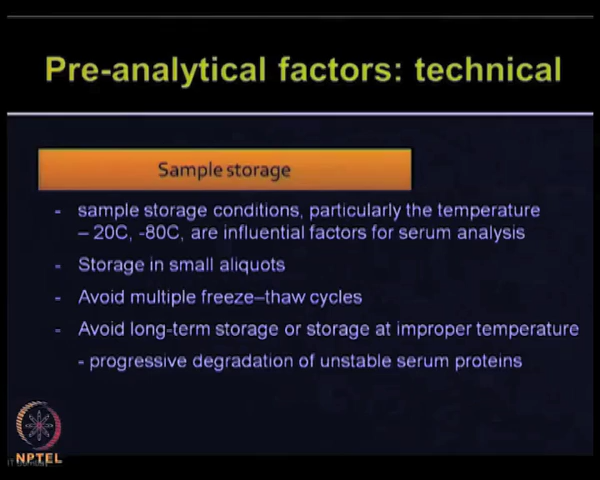 Pre-analytical factors: technical
Sample storage
- sample storage conditions, particularly the temperature
– 20C, -80C, are influential factors for serum analysis
- Storage in small aliquots
- Avoid multiple freeze–thaw cycles
- Avoid long-term storage or storage at improper temperature
- progressive degradation of unstable serum proteins
NPTEL